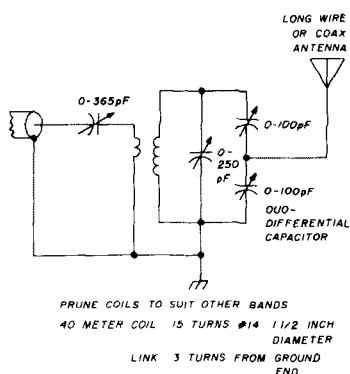 LONG WIRE
OR COAX
ANTENNA
0-365pF
0-100pF
0-
250
pF
0-100pF
DUO-
DIFFERENTIAL
CAPACITOR
PRUNE COILS TO SUIT OTHER BANDS
40 METER COIL 15 TURNS #14 1 1/2 INCH
DIAMETER
LINK 3 TURNS FROM GROUND
END